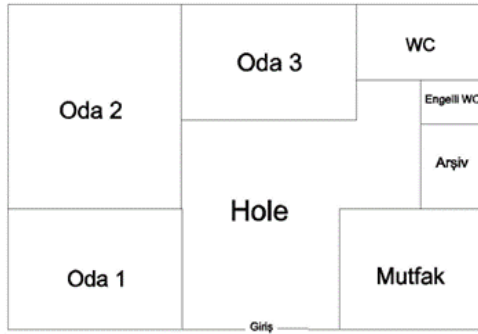 WC
Oda 3
Engelli WC
Oda 2
Arşiv
Hole
Oda 1
Mutfak
Giriş